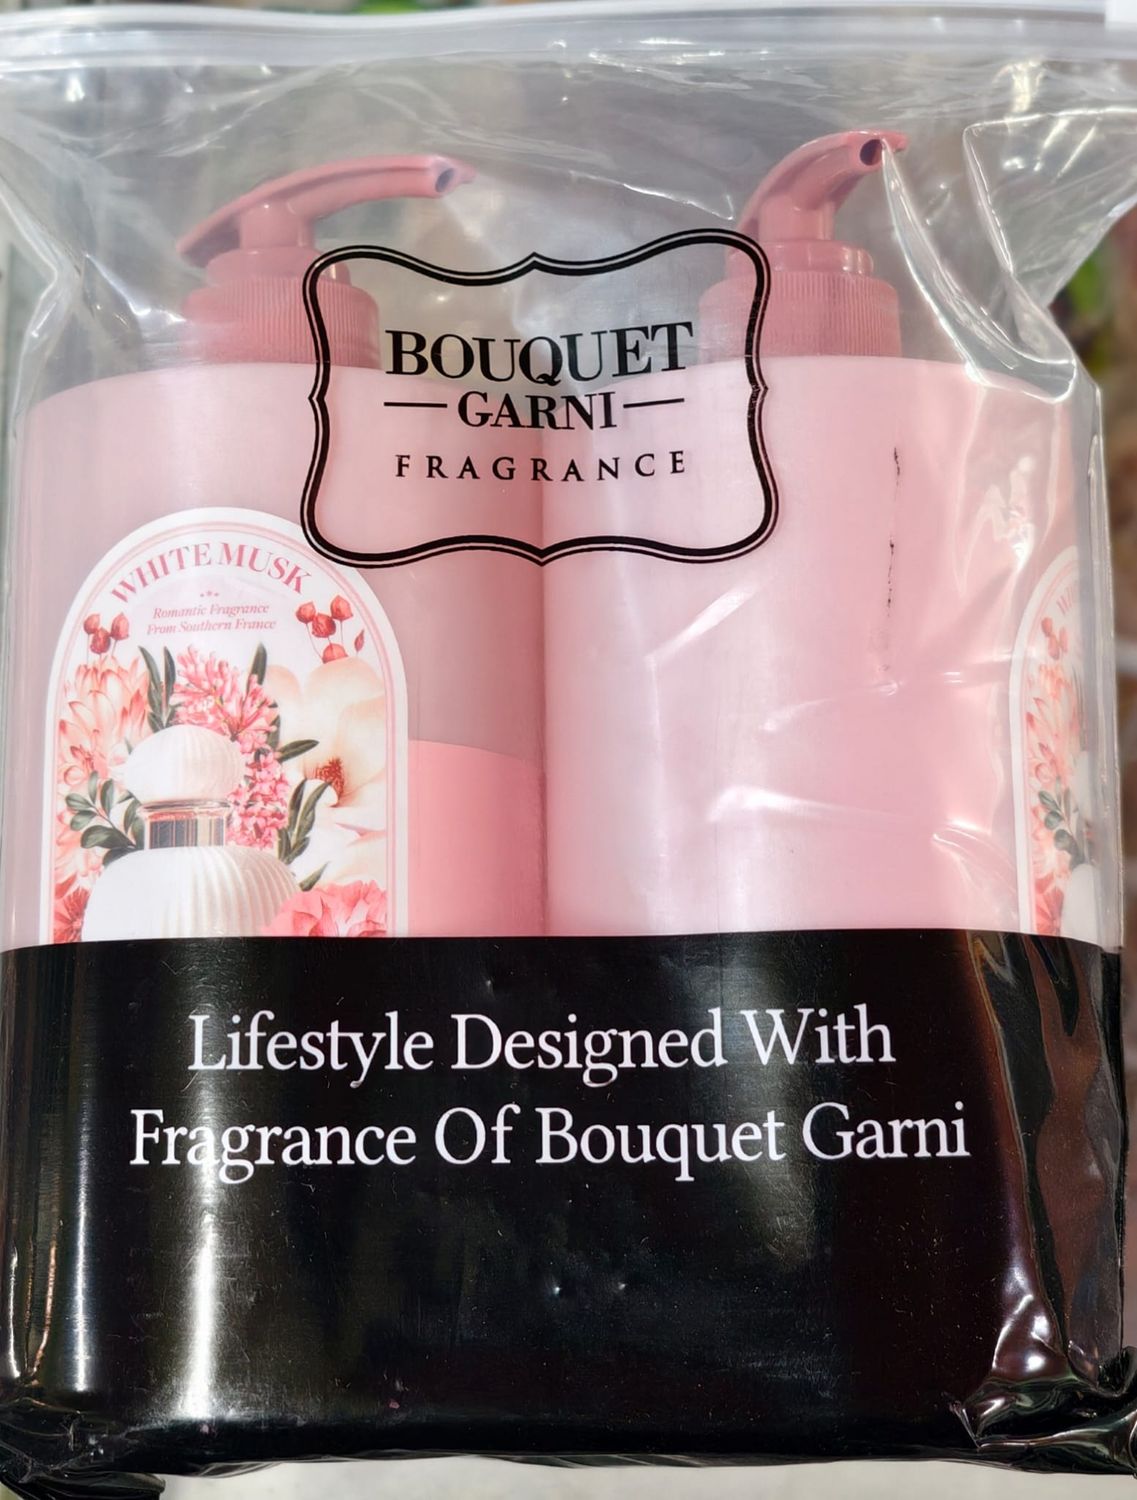 BOUQUET
GARNI
FRAGRANCE
WHITE MUSK
Romantic Fragrance
From Southern France
Lifestyle Designed With
Fragrance Of Bouquet Garni